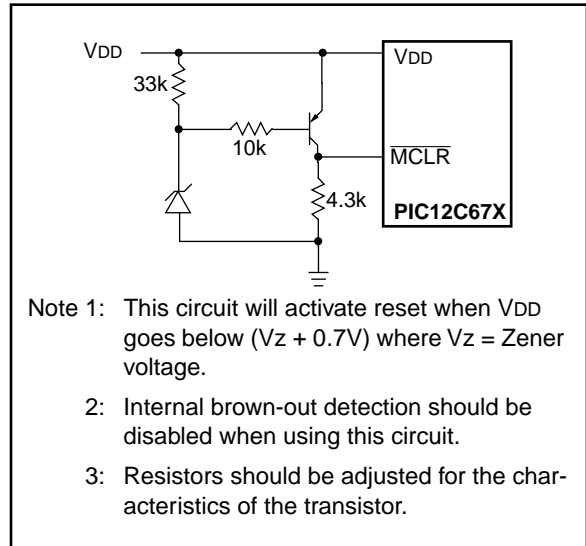 VDD
VDD
33k
10k
MCLR
4.3k
PIC12C67X
Note 1: This circuit will activate reset when VDD
goes below (Vz + 0.7V) where Vz = Zener
voltage.
2: Internal brown-out detection should be
disabled when using this circuit.
3: Resistors should be adjusted for the char-
acteristics of the transistor.